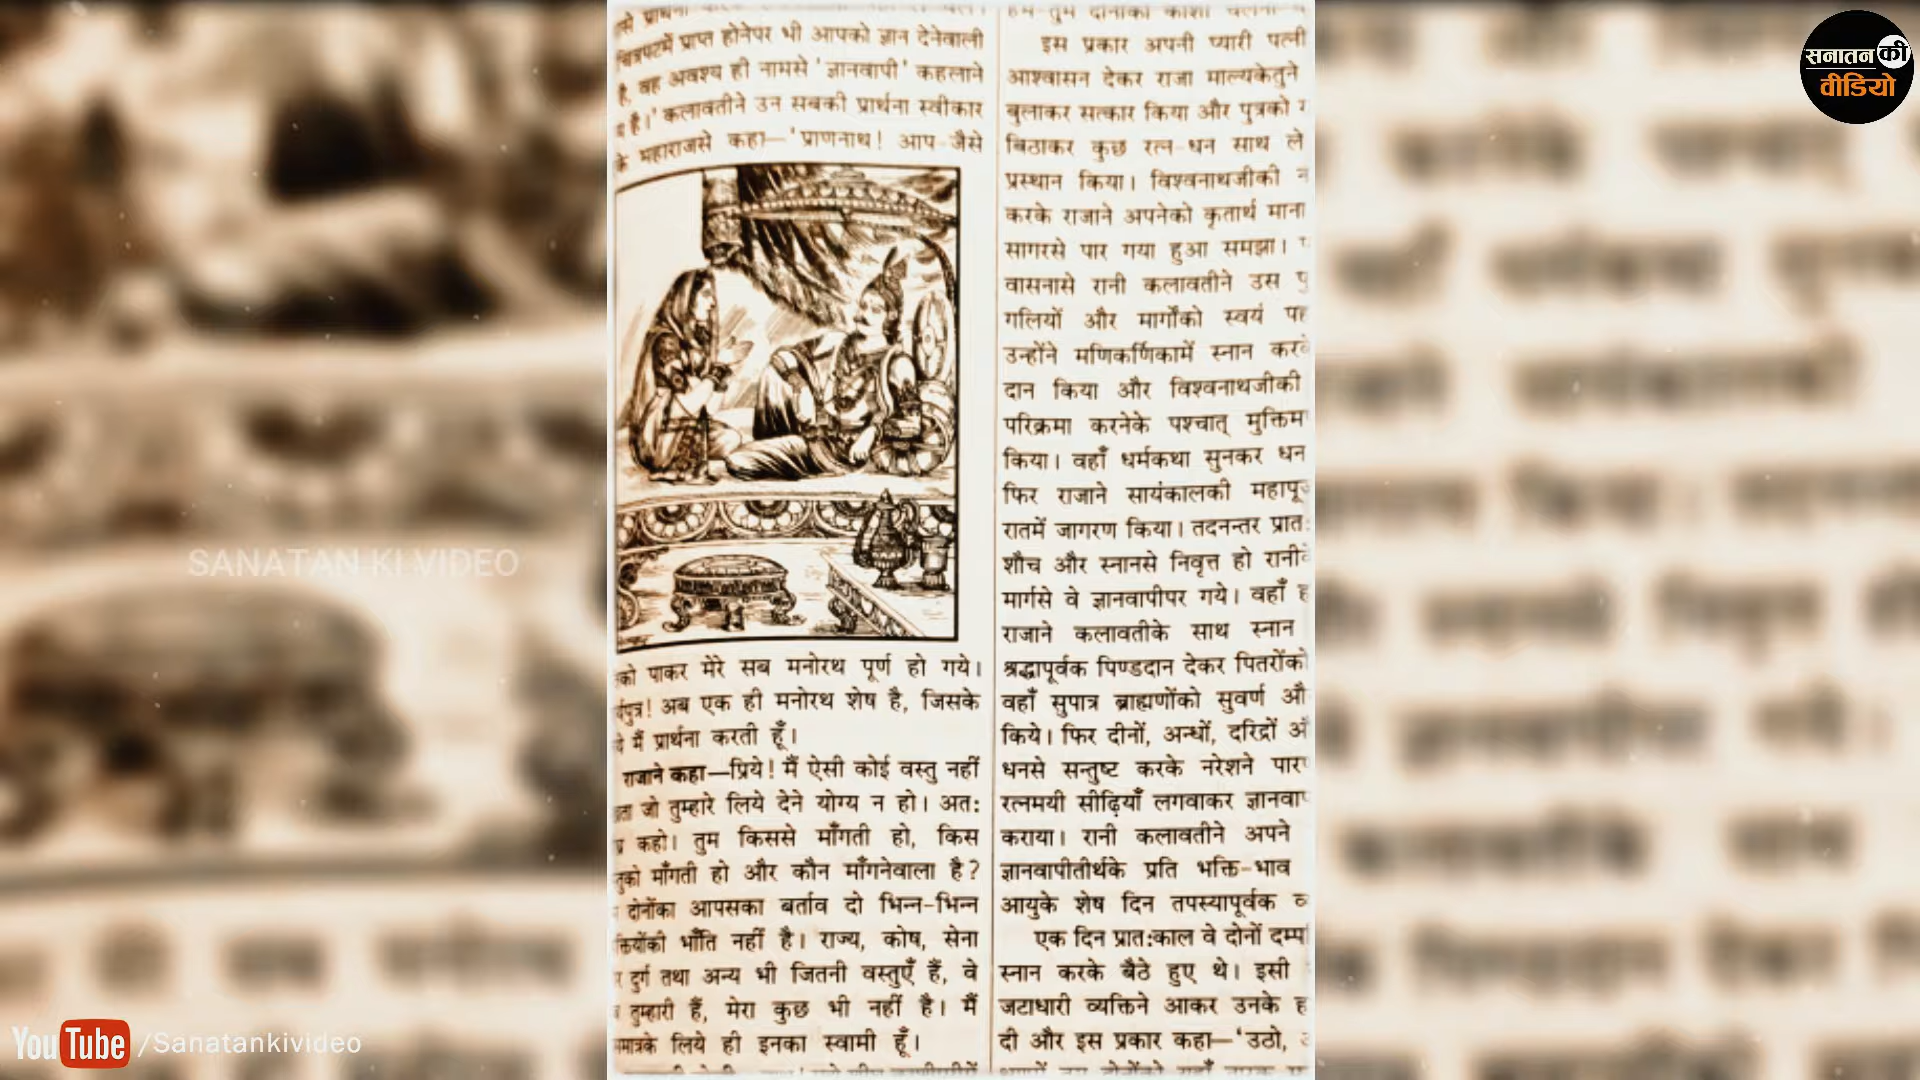 चित्रपटमें प्राप्त होनेपर भी आपको ज्ञान देनेवाली
है, वह अवश्य ही नामसे 'ज्ञानवापी' कहलाने
है।' कलावतीने उन सबकी प्रार्थना स्वीकार
के महाराजसे कहा—'प्राणनाथ! आप-जैसे
को पाकर मेरे सब मनोरथ पूर्ण हो गये।
अब एक ही मनोरथ शेष है, जिसके
मैं प्रार्थना करती हूँ।
राजाने कहा—प्रिये! मैं ऐसी कोई वस्तु नहीं
जो तुम्हारे लिये देने योग्य न हो। अतः
कहो। तुम किससे माँगती हो, किस
माँगती हो और कौन माँगनेवाला है?
दोनोंका आपसका बर्ताव दो भिन्न-भिन्न
भाँति नहीं है। राज्य, कोष, सेना
दुर्ग तथा अन्य भी जितनी वस्तुएँ हैं, वे
तुम्हारी हैं, मेरा कुछ भी नहीं है। मैं
के लिये ही इनका स्वामी हूँ।
इस प्रकार अपनी प्यारी पत्नी
आश्वासन देकर राजा माल्यकेतुने
बुलाकर सत्कार किया और पुत्रको
बिठाकर कुछ रत्न-धन साथ ले
प्रस्थान किया। विश्वनाथजीकी
करके राजाने अपनेको कृतार्थ माना
सागरसे पार गया हुआ समझा।
वासनासे रानी कलावतीने उस
गलियों और मार्गोंको स्वयं
उन्होंने मणिकर्णिकामें स्नान
दान किया और विश्वनाथजीकी
परिक्रमा करनेके पश्चात्
किया। वहाँ धर्मकथा सुनकर धन
फिर राजाने सायंकालकी
रातमें जागरण किया। तदनन्तर
शौच और स्नानसे निवृत्त हो
मार्गसे वे ज्ञानवापीपर गये। वहाँ
राजाने कलावतीके साथ स्नान
श्रद्धापूर्वक पिण्डदान देकर पितरोंको
वहाँ सुपात्र ब्राह्मणोंको सुवर्ण
किये। फिर दीनों, अन्धों, दरिद्रों
धनसे सन्तुष्ट करके नरेशने
रत्नमयी सीढ़ियाँ लगवाकर
कराया। रानी कलावतीने अपने
ज्ञानवापीतीर्थके प्रति भक्ति-भाव
आयुके शेष दिन तपस्यापूर्वक
एक दिन प्रातःकाल वे दोनों
स्नान करके बैठे हुए थे। इसी
जटाधारी व्यक्तिने आकर उनके
दी और इस प्रकार कहा—'उठो,
सनातन की
वीडियो
SANATAN KI VIDEO
YouTube /Sanatankivideo